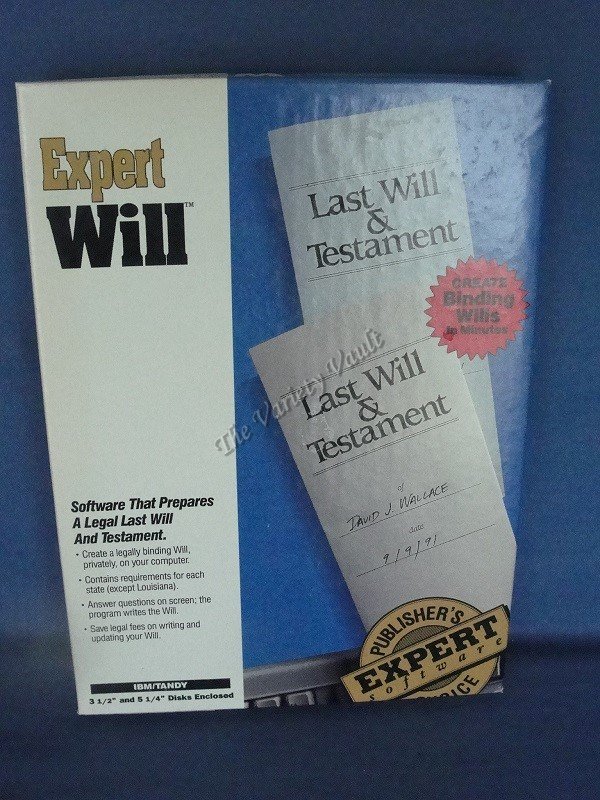 Expert
Will™
Last Will
&
Testament
CREATE
Binding
Wills
in Minutes
Last Will
&
Testament
of
DAVID J. WALLACE
date
9/9/91
The Variety Vault
Software That Prepares
A Legal Last Will
And Testament.
• Create a legally binding Will,
privately, on your computer.
• Contains requirements for each
state (except Louisiana).
• Answer questions on screen; the
program writes the Will.
• Save legal fees on writing and
updating your Will.
IBM/TANDY
3 1/2" and 5 1/4" Disks Enclosed
PUBLISHER'S
EXPERT
software